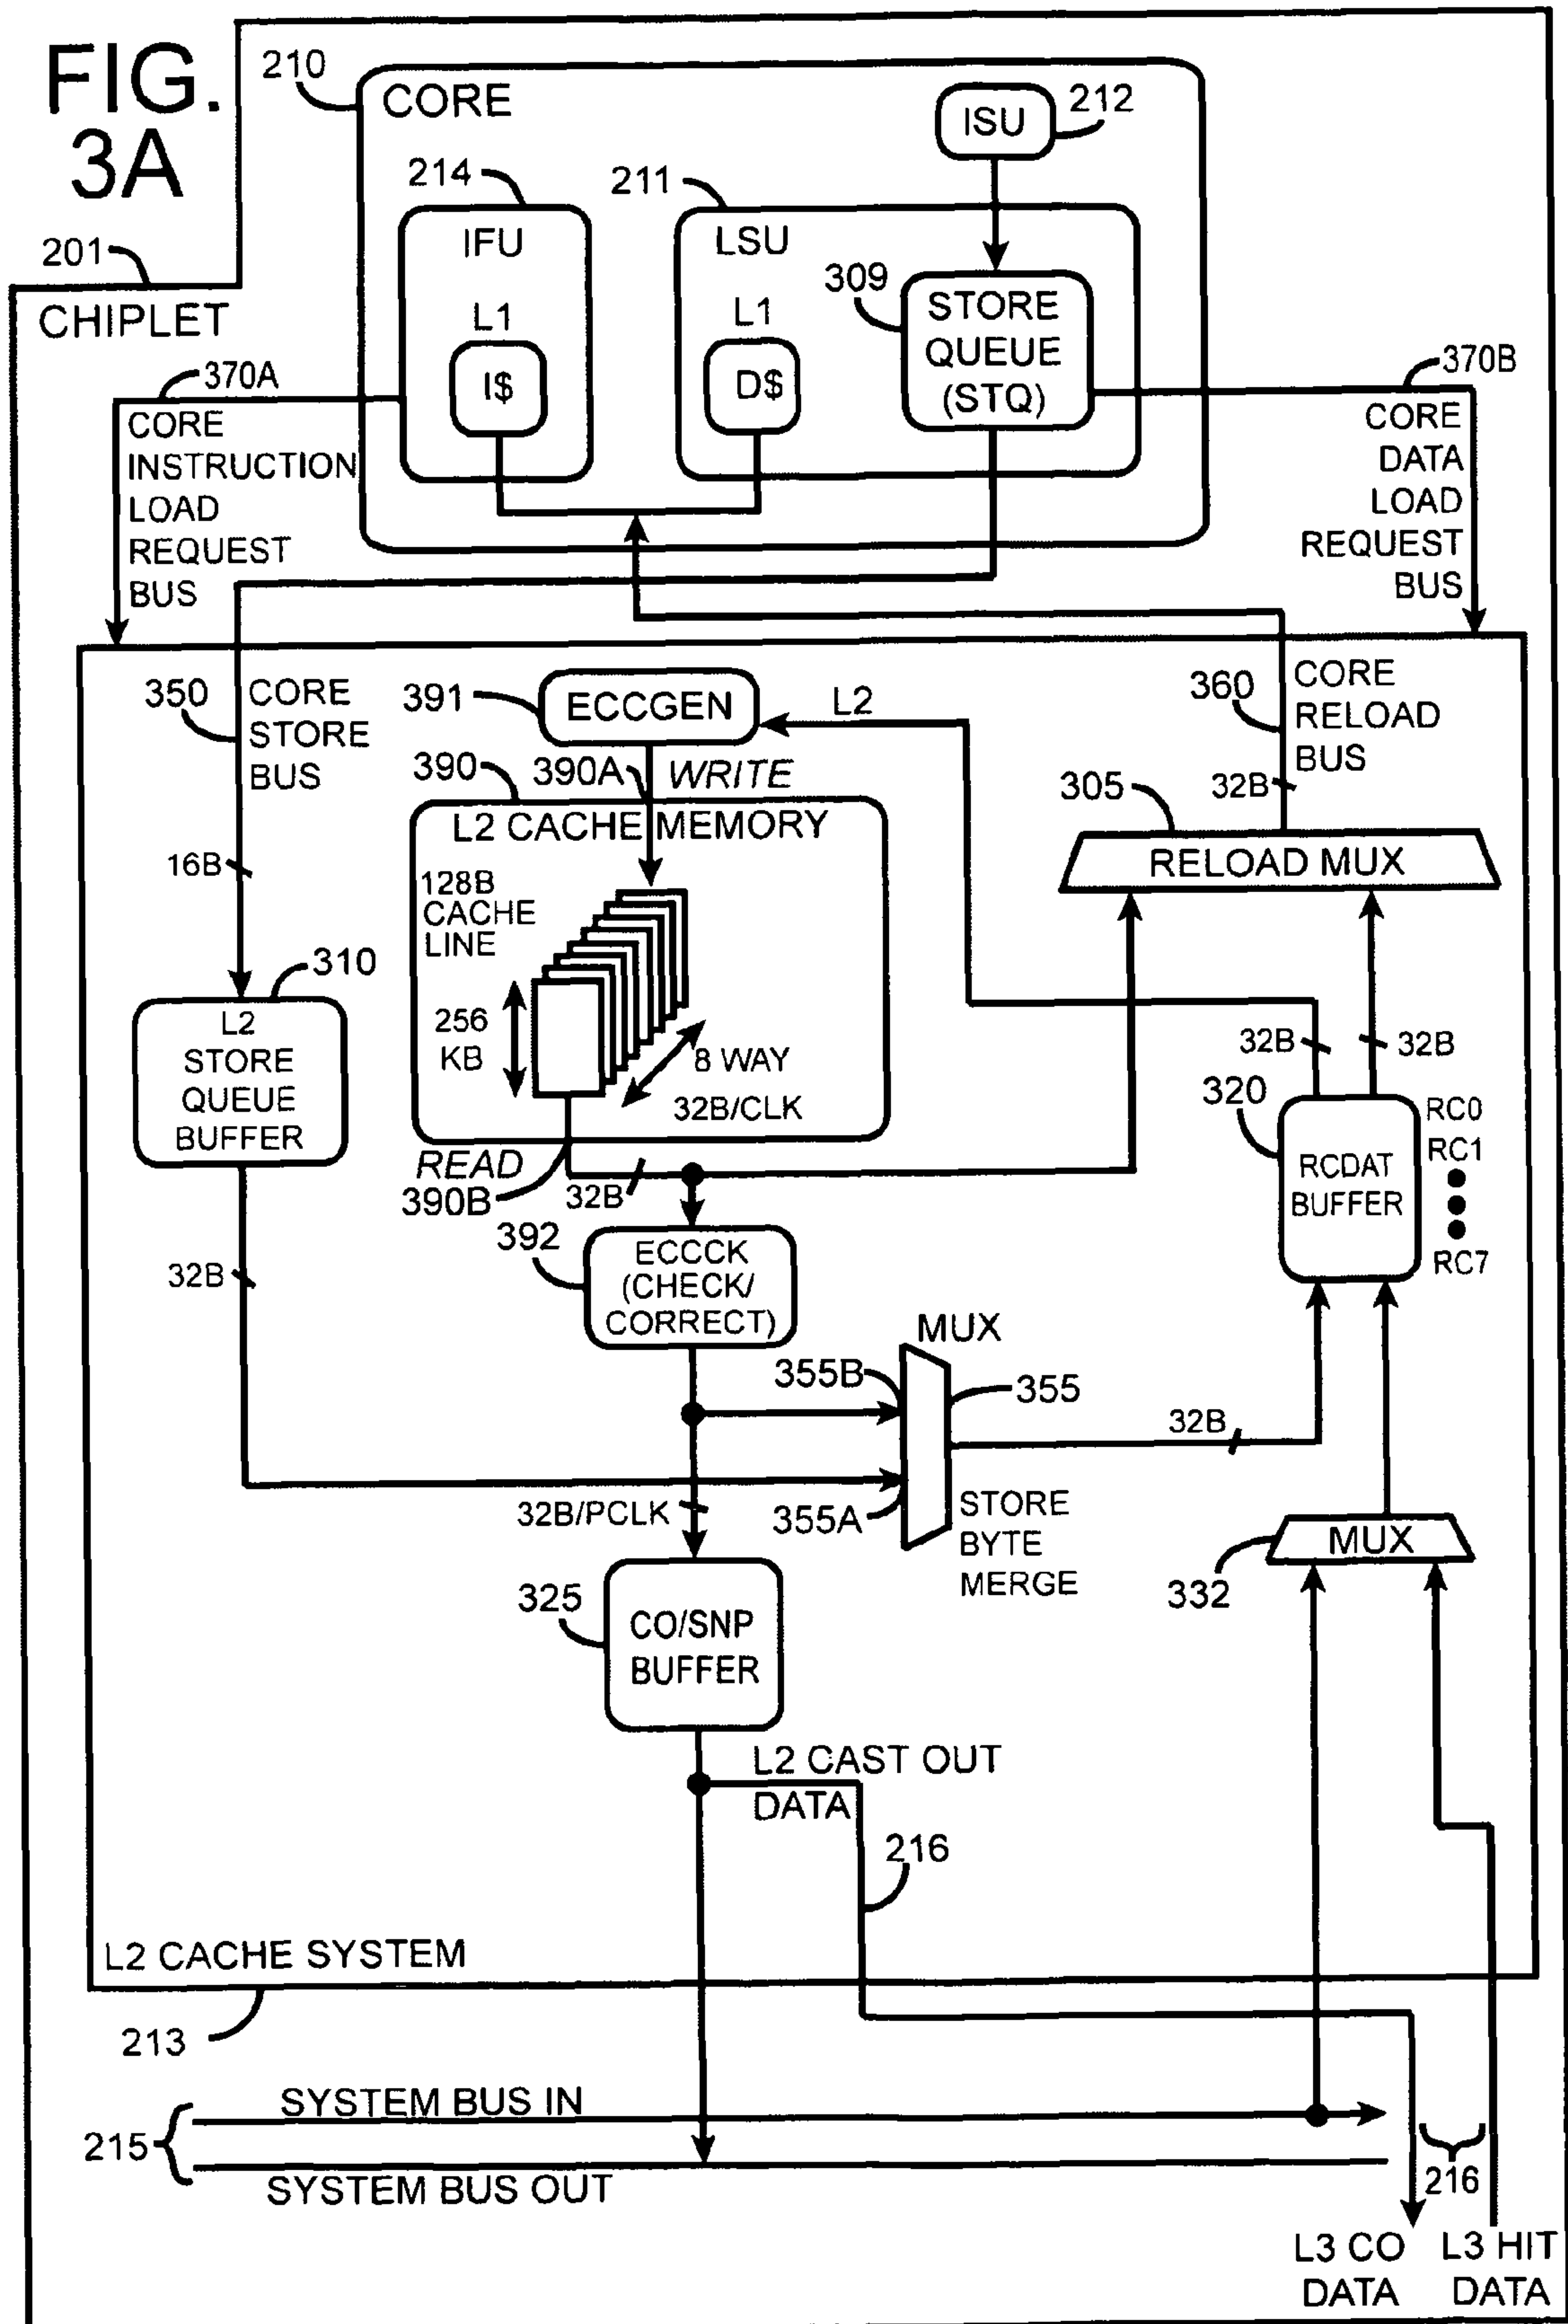 FIG.
3A
210
CORE
ISU
212
214
IFU
L1
I$
211
LSU
L1
D$
309
STORE
QUEUE
(STQ)
201
CHIPLET
370A
CORE
INSTRUCTION
LOAD
REQUEST
BUS
370B
CORE
DATA
LOAD
REQUEST
BUS
350
CORE
STORE
BUS
16B
391
ECCGEN
L2
390
390A
WRITE
L2 CACHE MEMORY
128B
CACHE
LINE
256
KB
8 WAY
32B/CLK
READ
390B
32B
360
CORE
RELOAD
BUS
32B
305
RELOAD MUX
310
L2
STORE
QUEUE
BUFFER
32B
32B
32B
320
RCDAT
BUFFER
RC0
RC1
RC7
392
ECCCK
(CHECK/
CORRECT)
MUX
355B
355
32B
355A
STORE
BYTE
MERGE
32B/PCLK
MUX
332
325
CO/SNP
BUFFER
L2 CAST OUT
DATA
216
L2 CACHE SYSTEM
213
SYSTEM BUS IN
215
SYSTEM BUS OUT
216
L3 CO
DATA
L3 HIT
DATA